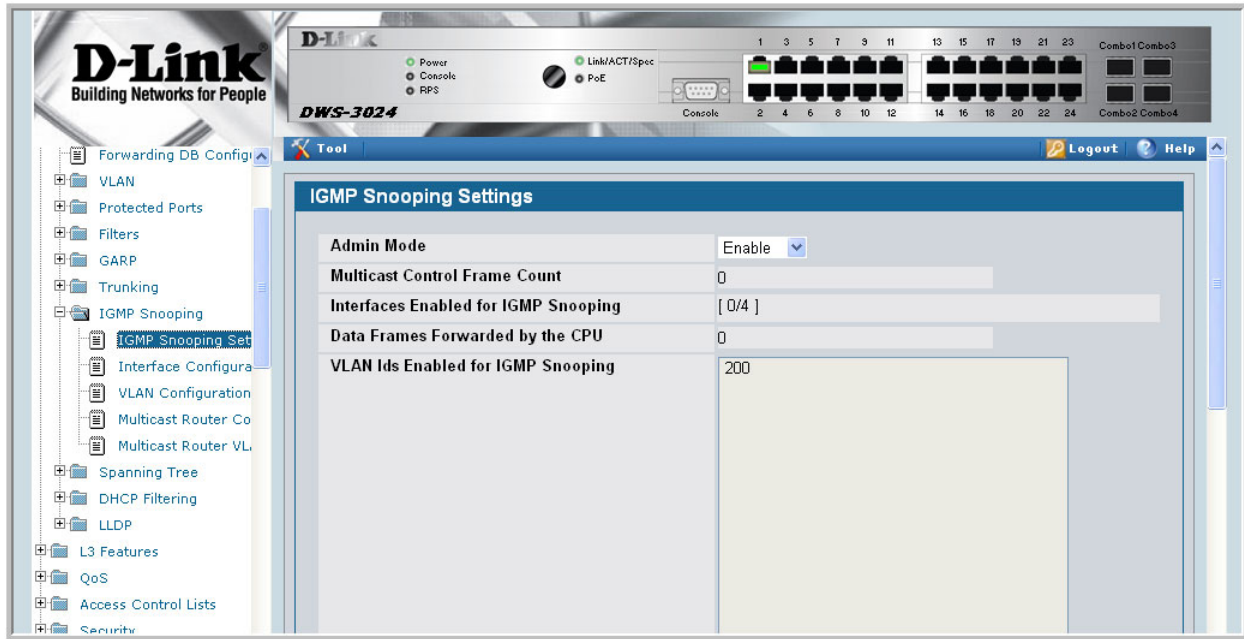 D-Link
Building Networks for People
D-Link
Power
Console
RPS
Link/ACT/Spec
PoE
DWS-3024
Console
1 3 5 7 9 11 13 15 17 19 21 23
2 4 6 8 10 12 14 16 18 20 22 24
Combo1 Combo3
Combo2 Combo4
Tool
Logout
Help
Forwarding DB Configu
VLAN
Protected Ports
Filters
GARP
Trunking
IGMP Snooping
IGMP Snooping Set
Interface Configura
VLAN Configuration
Multicast Router Co
Multicast Router VL
Spanning Tree
DHCP Filtering
LLDP
L3 Features
QoS
Access Control Lists
Security
IGMP Snooping Settings
Admin Mode Enable
Multicast Control Frame Count 0
Interfaces Enabled for IGMP Snooping [ 0/4 ]
Data Frames Forwarded by the CPU 0
VLAN Ids Enabled for IGMP Snooping 200